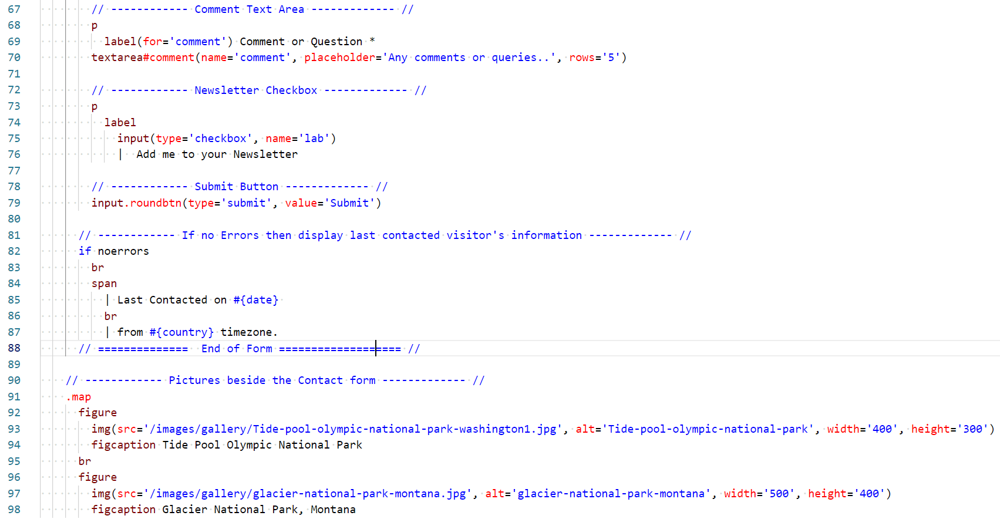 67 // ------------ Comment Text Area ------------- //
68 p
69 label(for='comment') Comment or Question *
70 textarea#comment(name='comment', placeholder='Any comments or queries..', rows='5')
71
72 // ------------ Newsletter Checkbox ------------- //
73 p
74 label
75 input(type='checkbox', name='lab')
76 |  Add me to your Newsletter
77
78 // ------------ Submit Button ------------- //
79 input.roundbtn(type='submit', value='Submit')
80
81 // ------------ If no Errors then display last contacted visitor's information ------------- //
82 if noerrors
83 br
84 span
85 | Last Contacted on #{date}
86 br
87 | from #{country} timezone.
88 // ==============  End of Form =================== //
89
90 // ------------ Pictures beside the Contact form ------------- //
91 .map
92 figure
93 img(src='/images/gallery/Tide-pool-olympic-national-park-washington1.jpg', alt='Tide-pool-olympic-national-park', width='400', height='300')
94 figcaption Tide Pool Olympic National Park
95 br
96 figure
97 img(src='/images/gallery/glacier-national-park-montana.jpg', alt='glacier-national-park-montana', width='500', height='400')
98 figcaption Glacier National Park, Montana